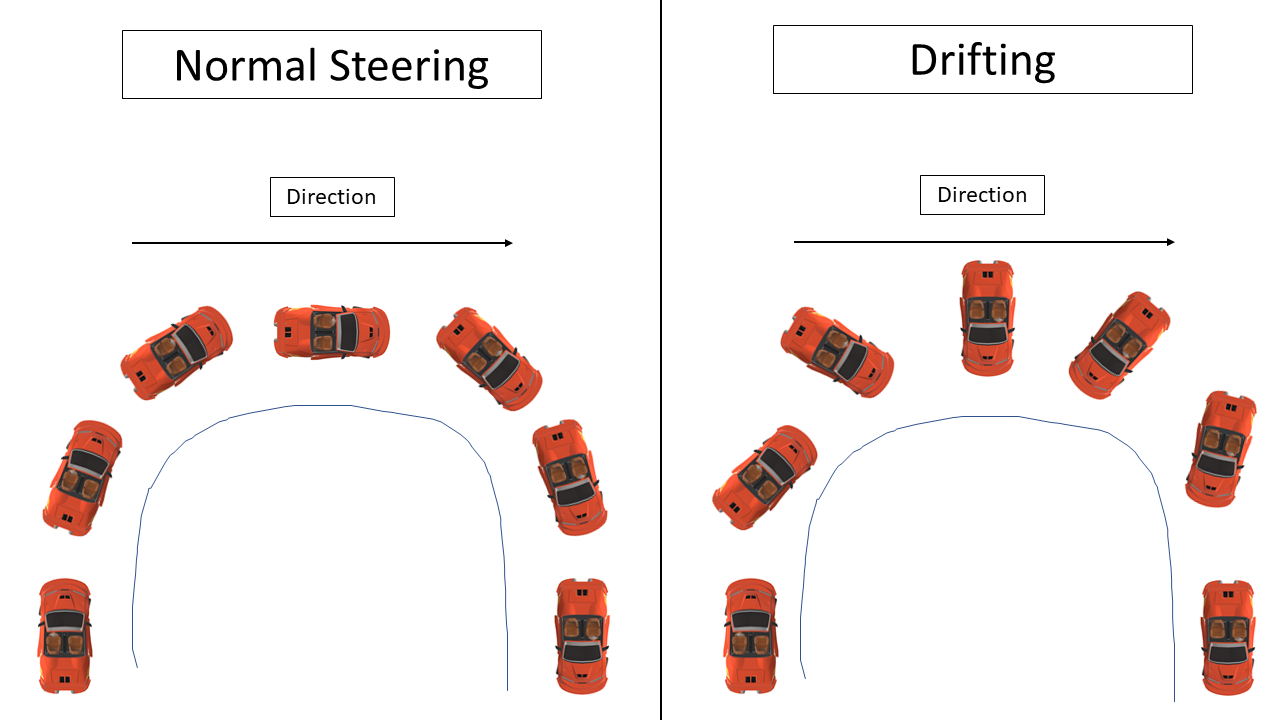 Normal Steering
Drifting
Direction
Direction